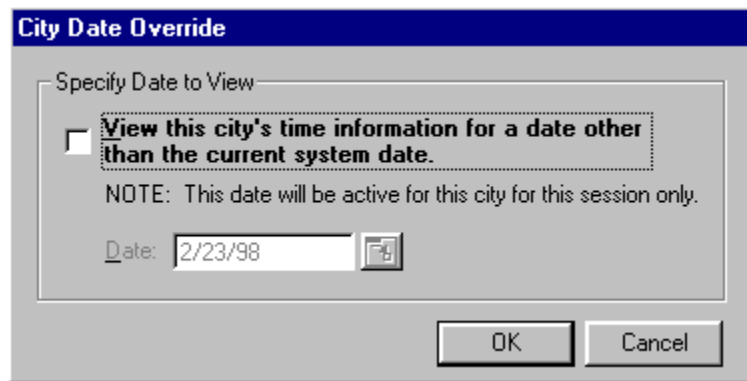 City Date Override
Specify Date to View
View this city's time information for a date other
than the current system date.
NOTE: This date will be active for this city for this session only.
Date: 2/23/98
OK Cancel